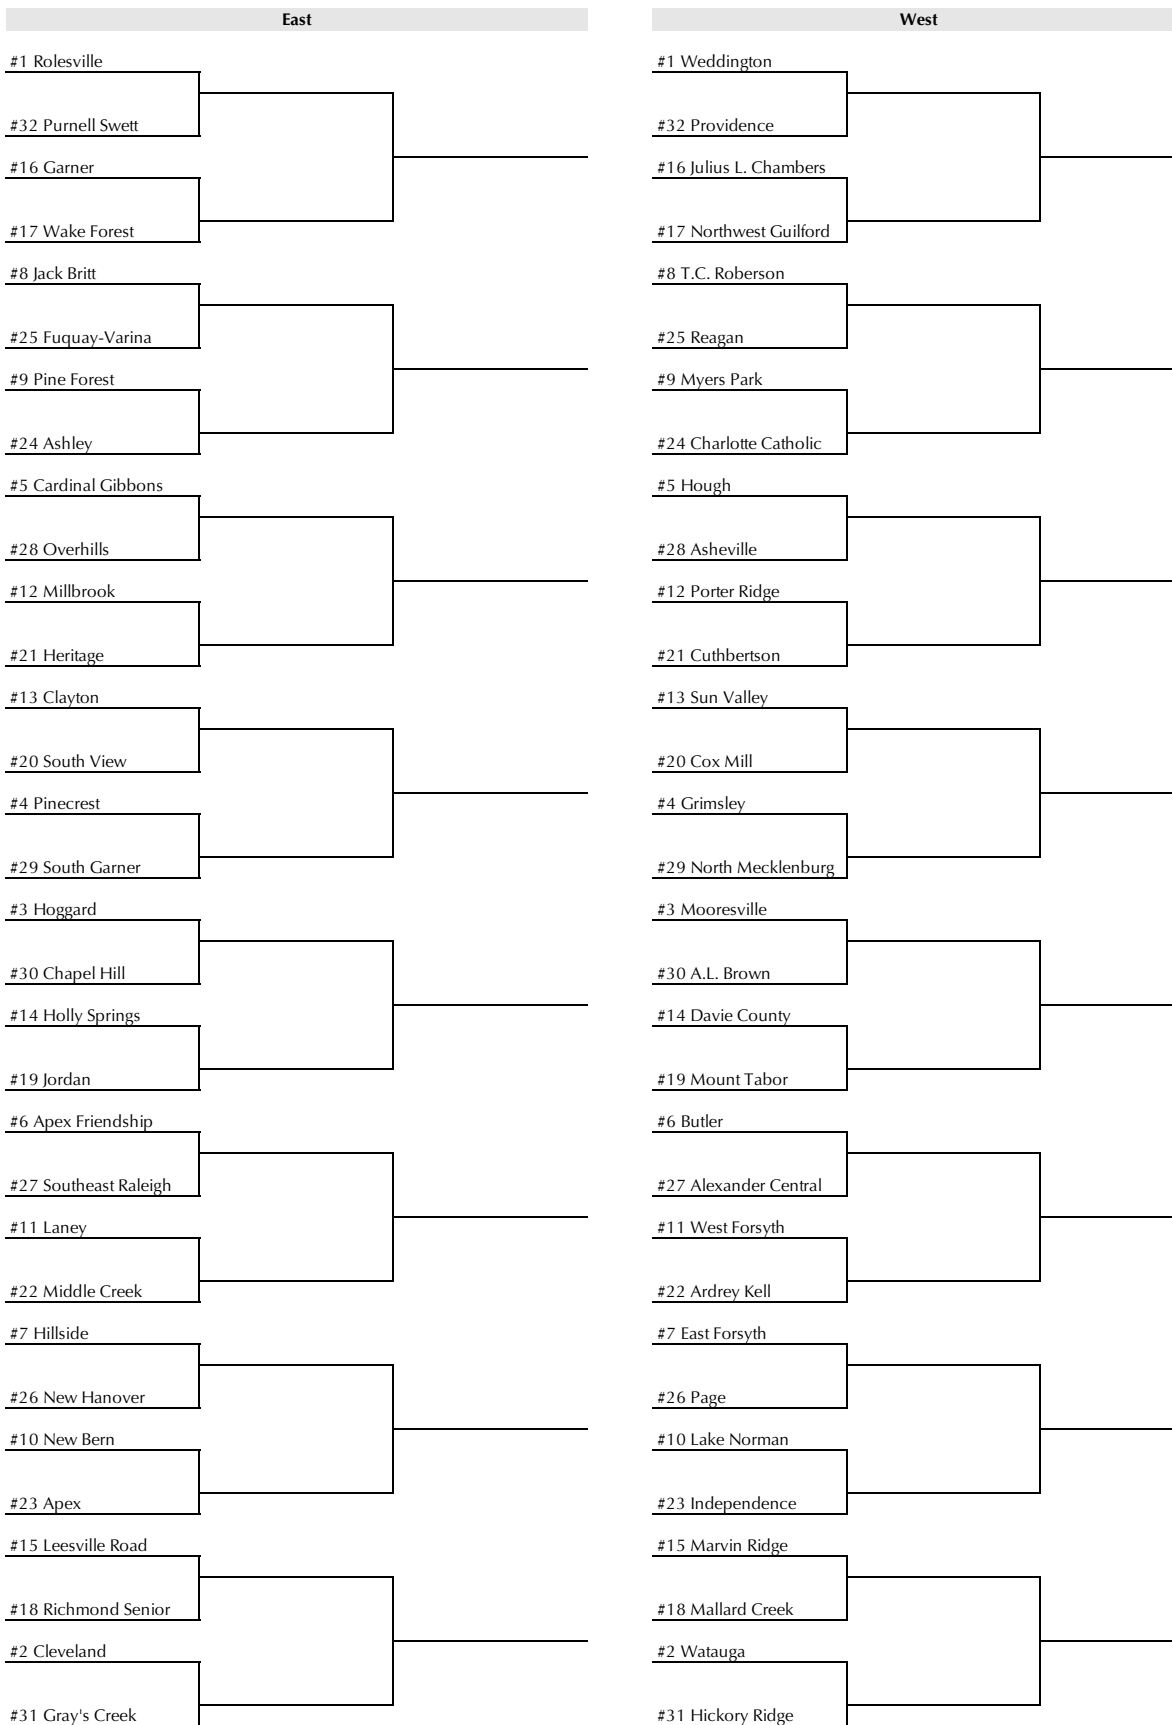 East
#1 Rolesville
#32 Purnell Swett
#16 Garner
#17 Wake Forest
#8 Jack Britt
#25 Fuquay-Varina
#9 Pine Forest
#24 Ashley
#5 Cardinal Gibbons
#28 Overhills
#12 Millbrook
#21 Heritage
#13 Clayton
#20 South View
#4 Pinecrest
#29 South Garner
#3 Hoggard
#30 Chapel Hill
#14 Holly Springs
#19 Jordan
#6 Apex Friendship
#27 Southeast Raleigh
#11 Laney
#22 Middle Creek
#7 Hillside
#26 New Hanover
#10 New Bern
#23 Apex
#15 Leesville Road
#18 Richmond Senior
#2 Cleveland
#31 Gray's Creek
West
#1 Weddington
#32 Providence
#16 Julius L. Chambers
#17 Northwest Guilford
#8 T.C. Roberson
#25 Reagan
#9 Myers Park
#24 Charlotte Catholic
#5 Hough
#28 Asheville
#12 Porter Ridge
#21 Cuthbertson
#13 Sun Valley
#20 Cox Mill
#4 Grimsley
#29 North Mecklenburg
#3 Mooresville
#30 A.L. Brown
#14 Davie County
#19 Mount Tabor
#6 Butler
#27 Alexander Central
#11 West Forsyth
#22 Ardrey Kell
#7 East Forsyth
#26 Page
#10 Lake Norman
#23 Independence
#15 Marvin Ridge
#18 Mallard Creek
#2 Watauga
#31 Hickory Ridge